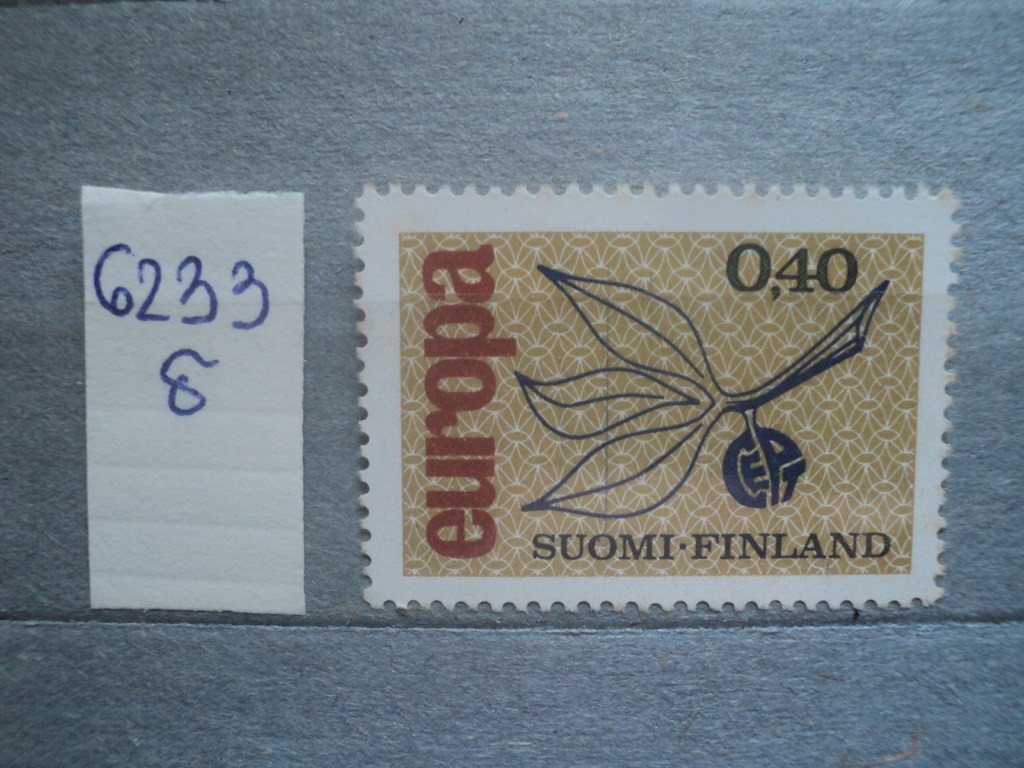 6233
8
europa
0,40
CEPT
SUOMI·FINLAND